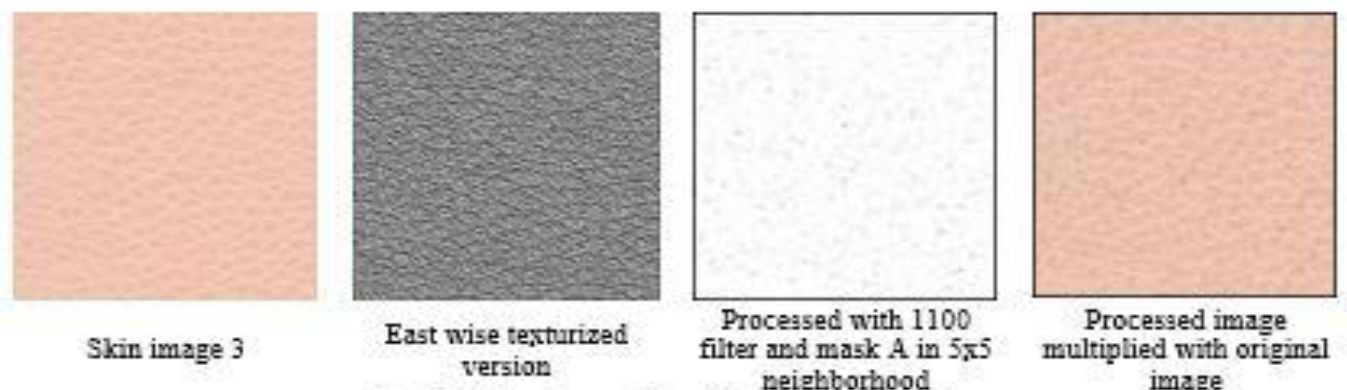 Skin image 3
East wise texturized
version
Processed with 1100
filter and mask A in 5x5
neighborhood
Processed image
multiplied with original
image